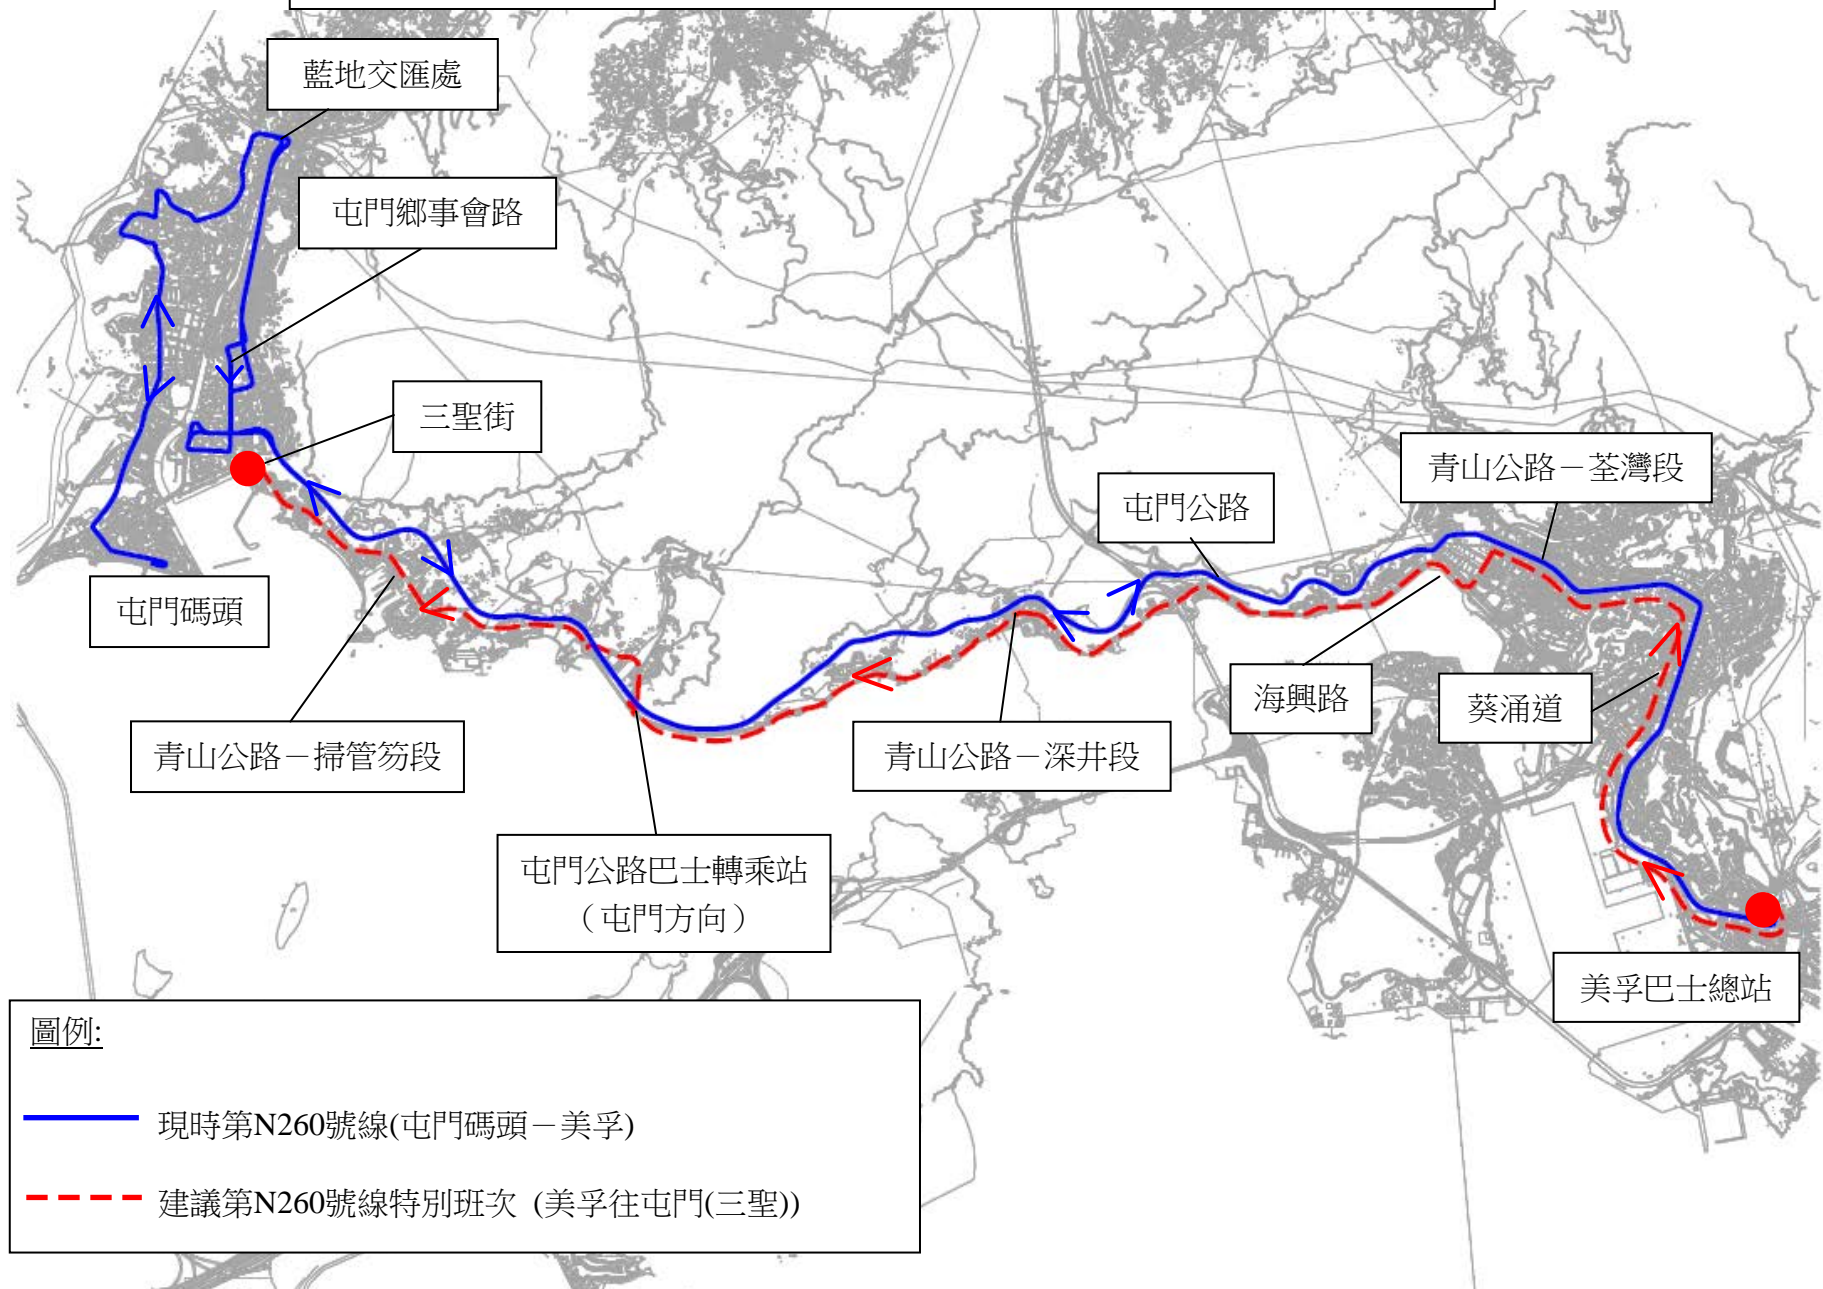 藍地交匯處
屯門鄉事會路
三聖街
青山公路－荃灣段
屯門公路
屯門碼頭
海興路
葵涌道
青山公路－掃管笏段
青山公路－深井段
屯門公路巴士轉乘站
（屯門方向）
美孚巴士總站
圖例:
現時第N260號線(屯門碼頭－美孚)
建議第N260號線特別班次 (美孚往屯門(三聖))